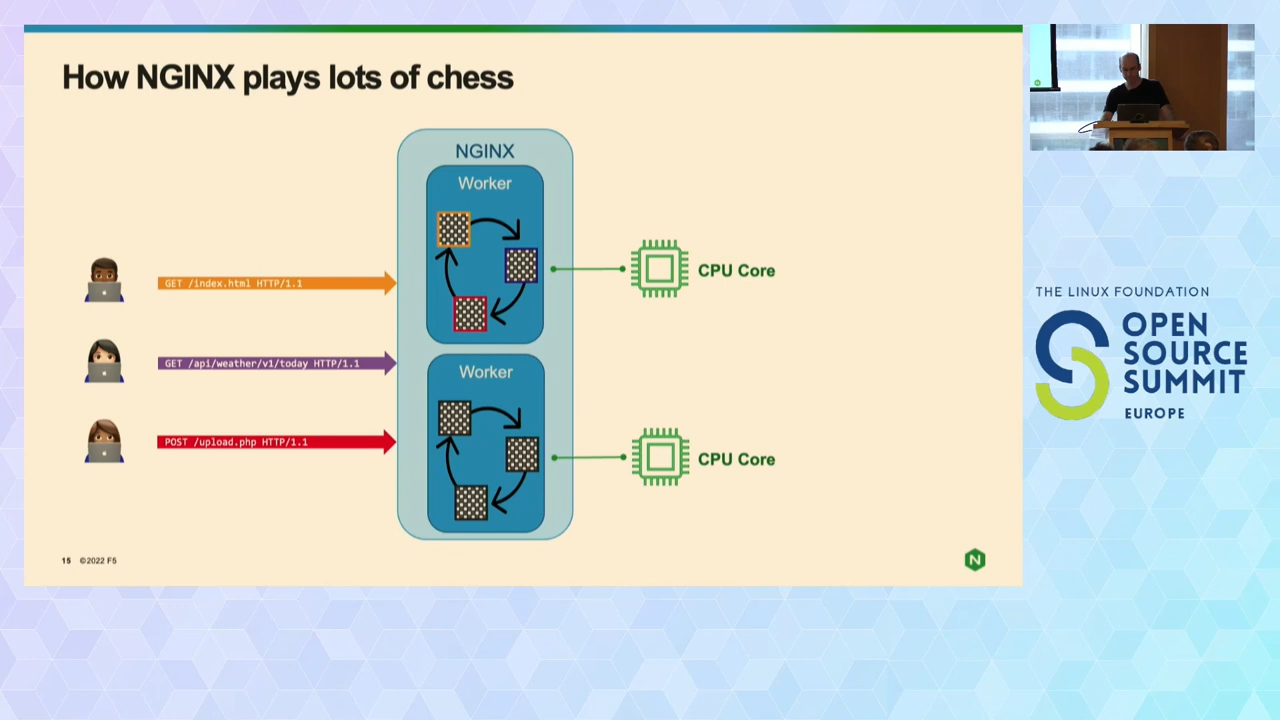 How NGINX plays lots of chess
NGINX
Worker
GET /index.html HTTP/1.1
CPU Core
GET /api/weather/v1/today HTTP/1.1
Worker
POST /upload.php HTTP/1.1
CPU Core
15 ©2022 F5
N
THE LINUX FOUNDATION
OPEN
SOURCE
SUMMIT
EUROPE